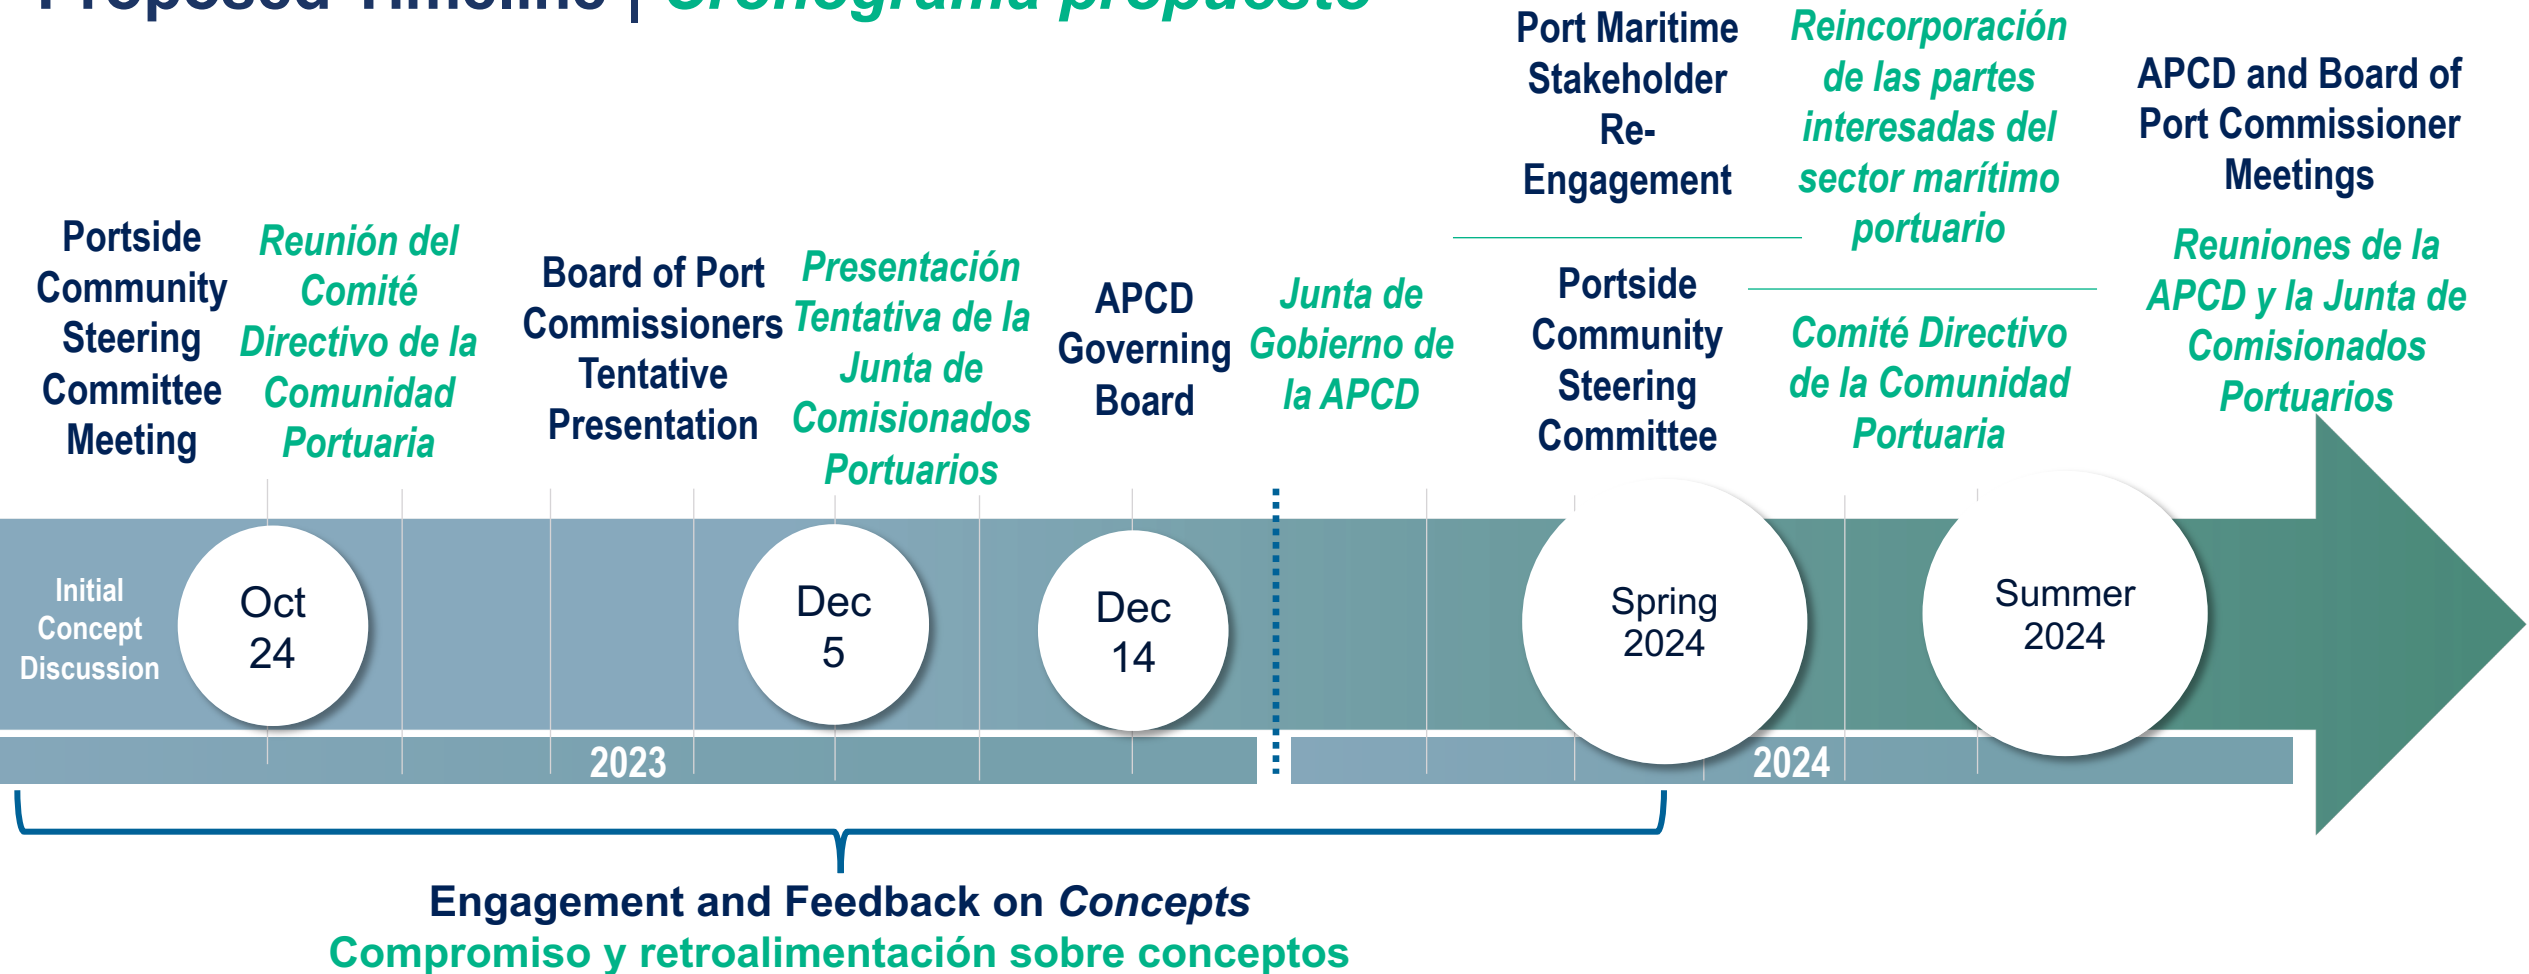 Proposed Timeline | Cronograma propuesto
Portside
Community
Steering
Committee
Meeting
Reunión del
Comité
Directivo de la
Comunidad
Portuaria
Board of Port
Commissioners
Tentative
Presentation
Presentación
Tentativa de la
Junta de
Comisionados
Portuarios
APCD
Governing
Board
Junta de
Gobierno de
la APCD
Port Maritime
Stakeholder
Re-
Engagement
Reincorporación
de las partes
interesadas del
sector marítimo
portuario
Portside
Community
Steering
Committee
Comité Directivo
de la Comunidad
Portuaria
APCD and Board of
Port Commissioner
Meetings
Reuniones de la
APCD y la Junta de
Comisionados
Portuarios
Initial
Concept
Discussion
Oct
24
Dec
5
Dec
14
Spring
2024
Summer
2024
2023
2024
Engagement and Feedback on Concepts
Compromiso y retroalimentación sobre conceptos